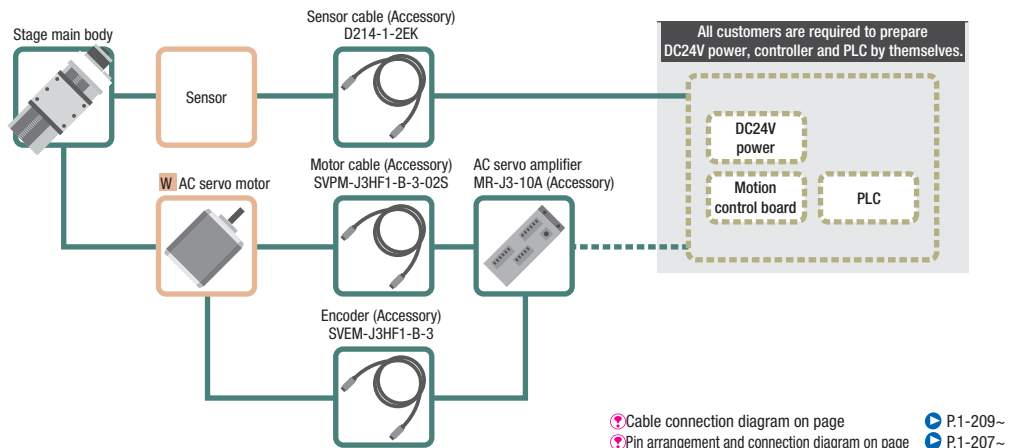 Stage main body
Sensor
Sensor cable (Accessory)
D214-1-2EK
All customers are required to prepare
DC24V power, controller and PLC by themselves.
DC24V
power
Motion
control board
PLC
W AC servo motor
Motor cable (Accessory)
SVPM-J3HF1-B-3-02S
AC servo amplifier
MR-J3-10A (Accessory)
Encoder (Accessory)
SVEM-J3HF1-B-3
Cable connection diagram on page P.1-209~
Pin arrangement and connection diagram on page P.1-207~